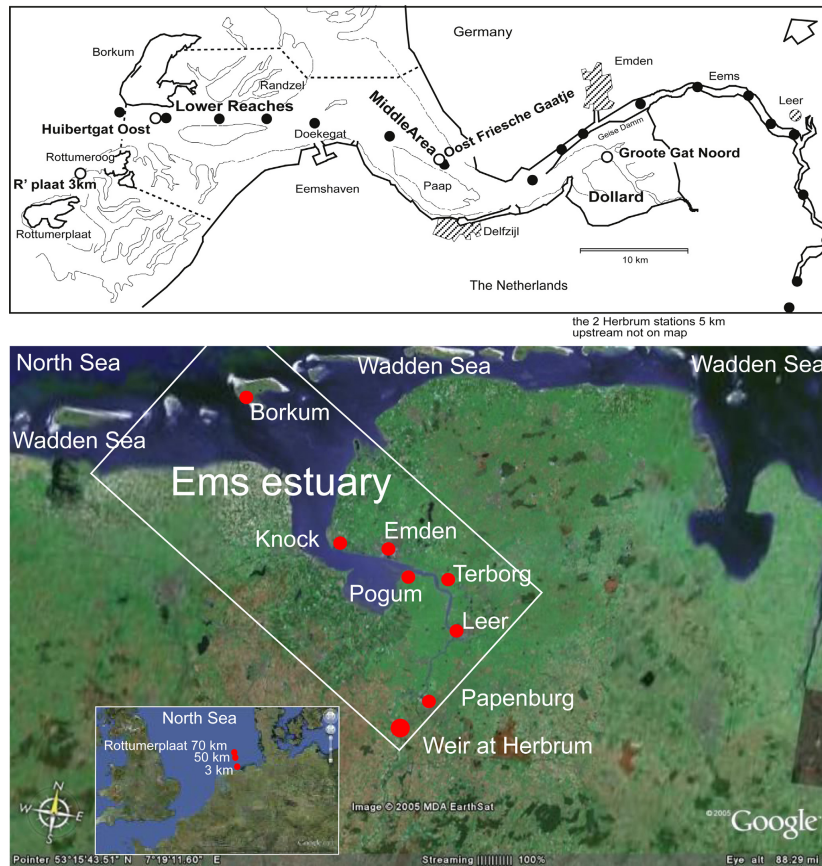 Germany
Borkum
Randzel
Emden
Eems
Leer
Lower Reaches
Huibertgat Oost
Doekegat
MiddleArea
Oost Friesche Gaatje
Geise Damm
Groote Gat Noord
Rottumeroog
R' plaat 3km
Eemshaven
Paap
Dollard
Rottumerplaat
Delfzijl
10 km
The Netherlands
the 2 Herbrum stations 5 km
upstream not on map
North Sea
Wadden Sea
Wadden Sea
Borkum
Wadden Sea
Ems estuary
Knock
Emden
Terborg
Pogum
Leer
Papenburg
Weir at Herbrum
North Sea
Rottumerplaat 70 km
50 km
3 km
Google
N
W
E
S
Image © 2005 MDA EarthSat
©2005 Google
Pointer 53°15'43.51" N 7°19'11.60" E
Streaming |||||||||| 100%
Eye alt 88.29 mi